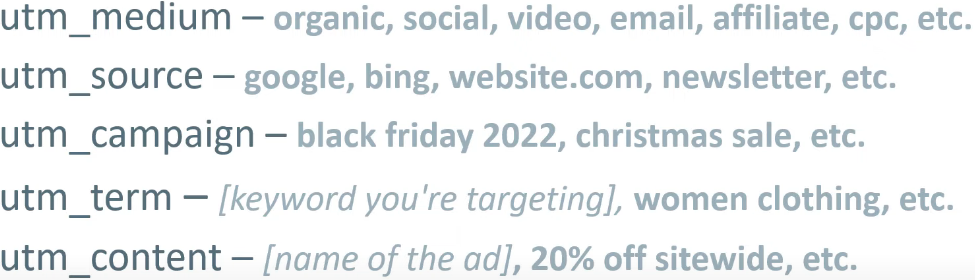 utm_medium – organic, social, video, email, affiliate, cpc, etc.
utm_source – google, bing, website.com, newsletter, etc.
utm_campaign – black friday 2022, christmas sale, etc.
utm_term – [keyword you're targeting], women clothing, etc.
utm_content – [name of the ad], 20% off sitewide, etc.